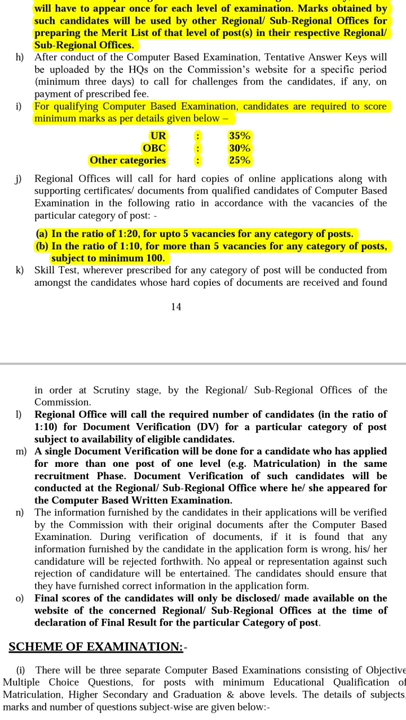 will have to appear once for each level of examination. Marks obtained by
such candidates will be used by other Regional/ Sub-Regional Offices for
preparing the Merit List of that level of post(s) in their respective Regional/
Sub-Regional Offices.
h) After conduct of the Computer Based Examination, Tentative Answer Keys will
be uploaded by the HQs on the Commission's website for a specific period
(minimum three days) to call for challenges from the candidates, if any, on
payment of prescribed fee.
i) For qualifying Computer Based Examination, candidates are required to score
minimum marks as per details given below –
UR : 35%
OBC : 30%
Other categories : 25%
j) Regional Offices will call for hard copies of online applications along with
supporting certificates/ documents from qualified candidates of Computer Based
Examination in the following ratio in accordance with the vacancies of the
particular category of post: -
(a) In the ratio of 1:20, for upto 5 vacancies for any category of posts.
(b) In the ratio of 1:10, for more than 5 vacancies for any category of posts,
subject to minimum 100.
k) Skill Test, wherever prescribed for any category of post will be conducted from
amongst the candidates whose hard copies of documents are received and found
14
in order at Scrutiny stage, by the Regional/ Sub-Regional Offices of the
Commission.
l) Regional Office will call the required number of candidates (in the ratio of
1:10) for Document Verification (DV) for a particular category of post
subject to availability of eligible candidates.
m) A single Document Verification will be done for a candidate who has applied
for more than one post of one level (e.g. Matriculation) in the same
recruitment Phase. Document Verification of such candidates will be
conducted at the Regional/ Sub-Regional Office where he/ she appeared for
the Computer Based Written Examination.
n) The information furnished by the candidates in their applications will be verified
by the Commission with their original documents after the Computer Based
Examination. During verification of documents, if it is found that any
information furnished by the candidate in the application form is wrong, his/ her
candidature will be rejected forthwith. No appeal or representation against such
rejection of candidature will be entertained. The candidates should ensure that
they have furnished correct information in the application form.
o) Final scores of the candidates will only be disclosed/ made available on the
website of the concerned Regional/ Sub-Regional Offices at the time of
declaration of Final Result for the particular Category of post.
SCHEME OF EXAMINATION:-
(i) There will be three separate Computer Based Examinations consisting of Objective
Multiple Choice Questions, for posts with minimum Educational Qualification of
Matriculation, Higher Secondary and Graduation & above levels. The details of subjects
marks and number of questions subject-wise are given below:-